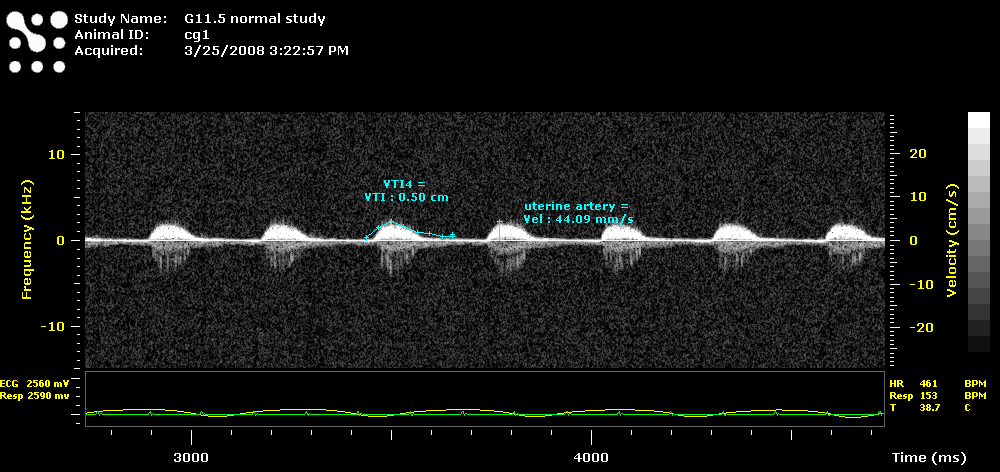 Study Name: G11.5 normal study
Animal ID: cg1
Acquired: 3/25/2008 3:22:57 PM
10
0
-10
Frequency (kHz)
VTI4 =
VTI : 0.50 cm
uterine artery =
Vel : 44.09 mm/s
20
10
0
-10
-20
Velocity (cm/s)
ECG 2560 mV
Resp 2590 mv
HR 461 BPM
Resp 153 BPM
T 38.7 C
3000
4000
Time (ms)